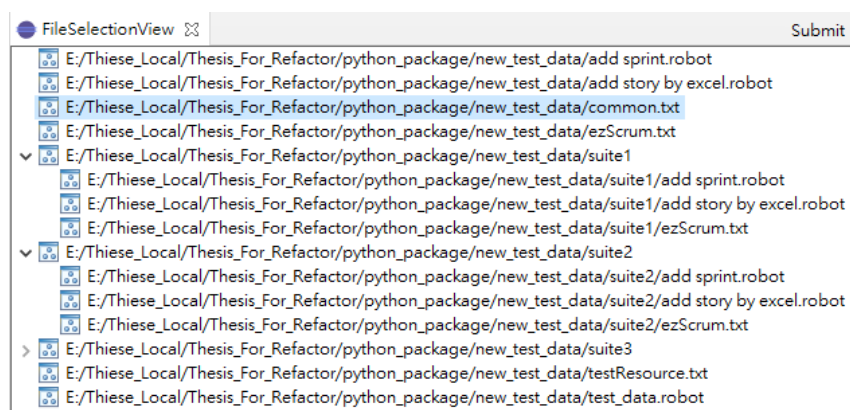 FileSelectionView Submit
E:/Thiese_Local/Thesis_For_Refactor/python_package/new_test_data/add sprint.robot
E:/Thiese_Local/Thesis_For_Refactor/python_package/new_test_data/add story by excel.robot
E:/Thiese_Local/Thesis_For_Refactor/python_package/new_test_data/common.txt
E:/Thiese_Local/Thesis_For_Refactor/python_package/new_test_data/ezScrum.txt
E:/Thiese_Local/Thesis_For_Refactor/python_package/new_test_data/suite1
E:/Thiese_Local/Thesis_For_Refactor/python_package/new_test_data/suite1/add sprint.robot
E:/Thiese_Local/Thesis_For_Refactor/python_package/new_test_data/suite1/add story by excel.robot
E:/Thiese_Local/Thesis_For_Refactor/python_package/new_test_data/suite1/ezScrum.txt
E:/Thiese_Local/Thesis_For_Refactor/python_package/new_test_data/suite2
E:/Thiese_Local/Thesis_For_Refactor/python_package/new_test_data/suite2/add sprint.robot
E:/Thiese_Local/Thesis_For_Refactor/python_package/new_test_data/suite2/add story by excel.robot
E:/Thiese_Local/Thesis_For_Refactor/python_package/new_test_data/suite2/ezScrum.txt
E:/Thiese_Local/Thesis_For_Refactor/python_package/new_test_data/suite3
E:/Thiese_Local/Thesis_For_Refactor/python_package/new_test_data/testResource.txt
E:/Thiese_Local/Thesis_For_Refactor/python_package/new_test_data/test_data.robot